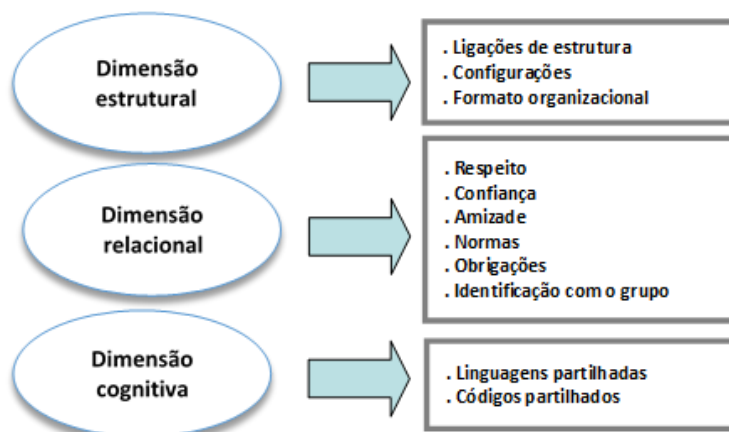 Dimensão
estrutural
. Ligações de estrutura
. Configurações
. Formato organizacional
Dimensão
relacional
. Respeito
. Confiança
. Amizade
. Normas
. Obrigações
. Identificação com o grupo
Dimensão
cognitiva
. Linguagens partilhadas
. Códigos partilhados